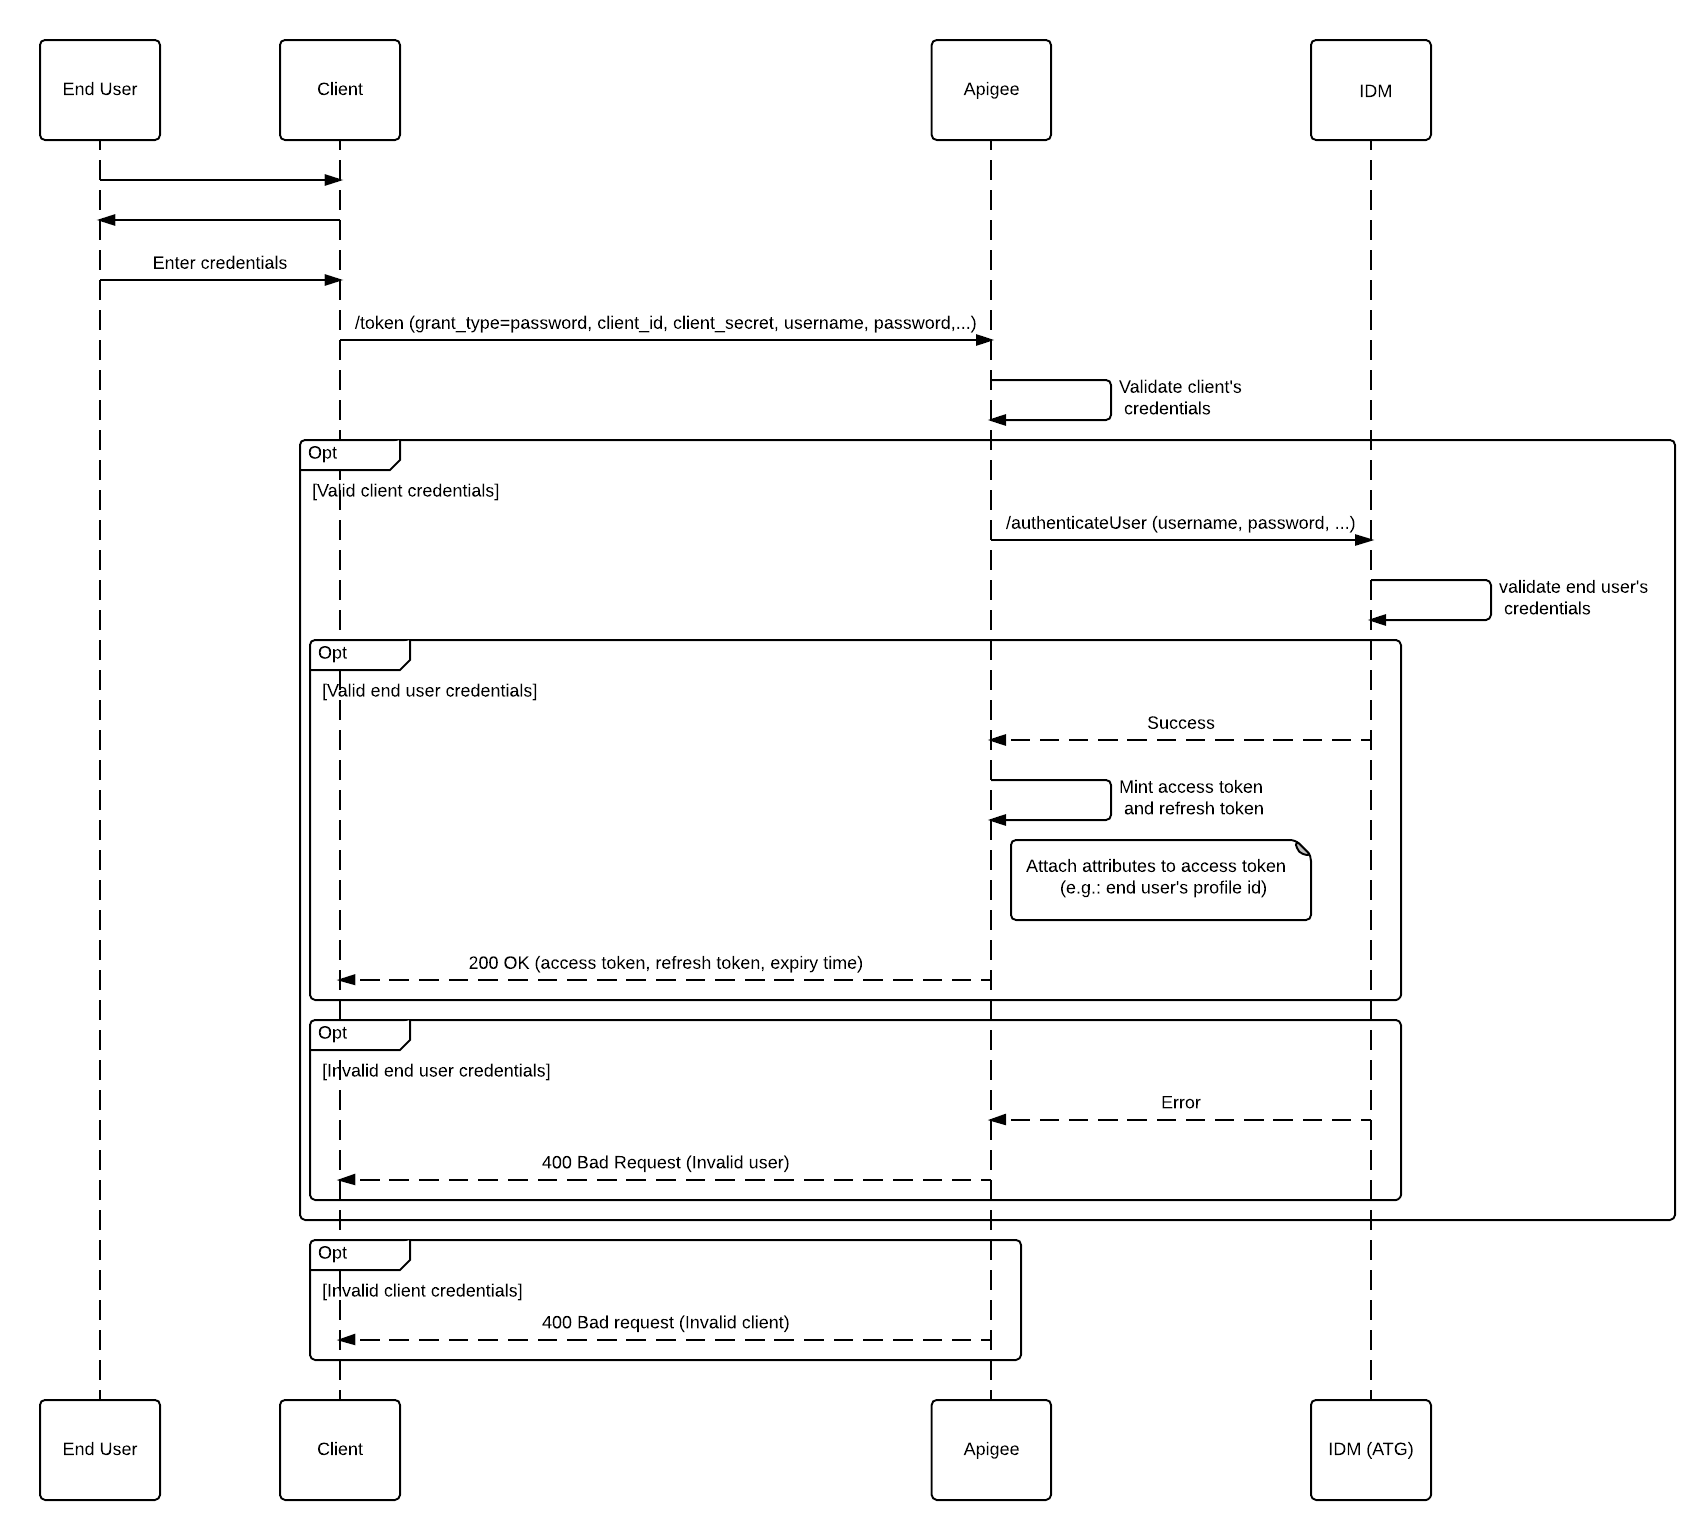 End User
Client
Apigee
IDM
Enter credentials
/token (grant_type=password, client_id, client_secret, username, password,...)
Validate client's
credentials
Opt
[Valid client credentials]
/authenticateUser (username, password, ...)
validate end user's
credentials
Opt
[Valid end user credentials]
Success
Mint access token
and refresh token
Attach attributes to access token
(e.g.: end user's profile id)
200 OK (access token, refresh token, expiry time)
Opt
[Invalid end user credentials]
Error
400 Bad Request (Invalid user)
Opt
[Invalid client credentials]
400 Bad request (Invalid client)
End User
Client
Apigee
IDM (ATG)